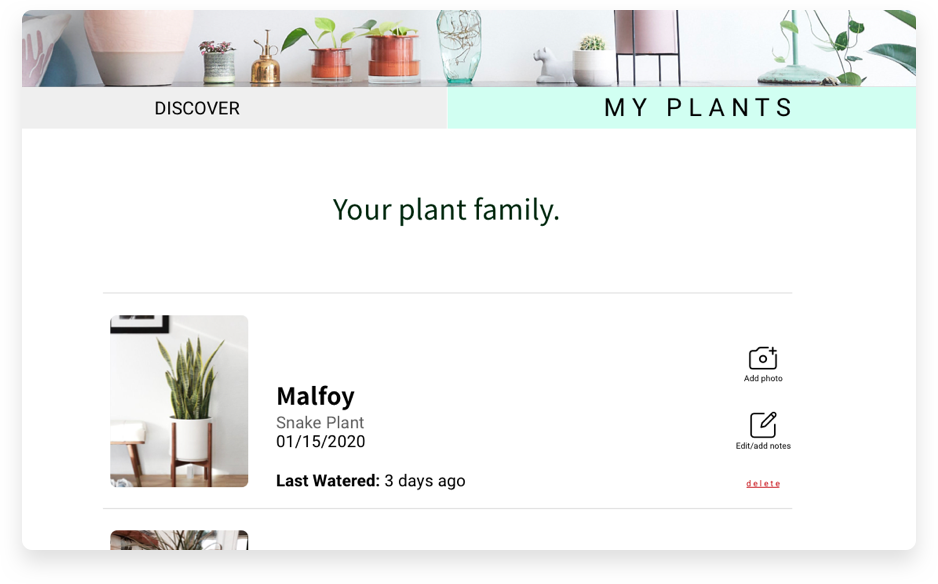 DISCOVER
MY PLANTS
Your plant family.
Add photo
Malfoy
Snake Plant
01/15/2020
Edit/add notes
Last Watered: 3 days ago
delete